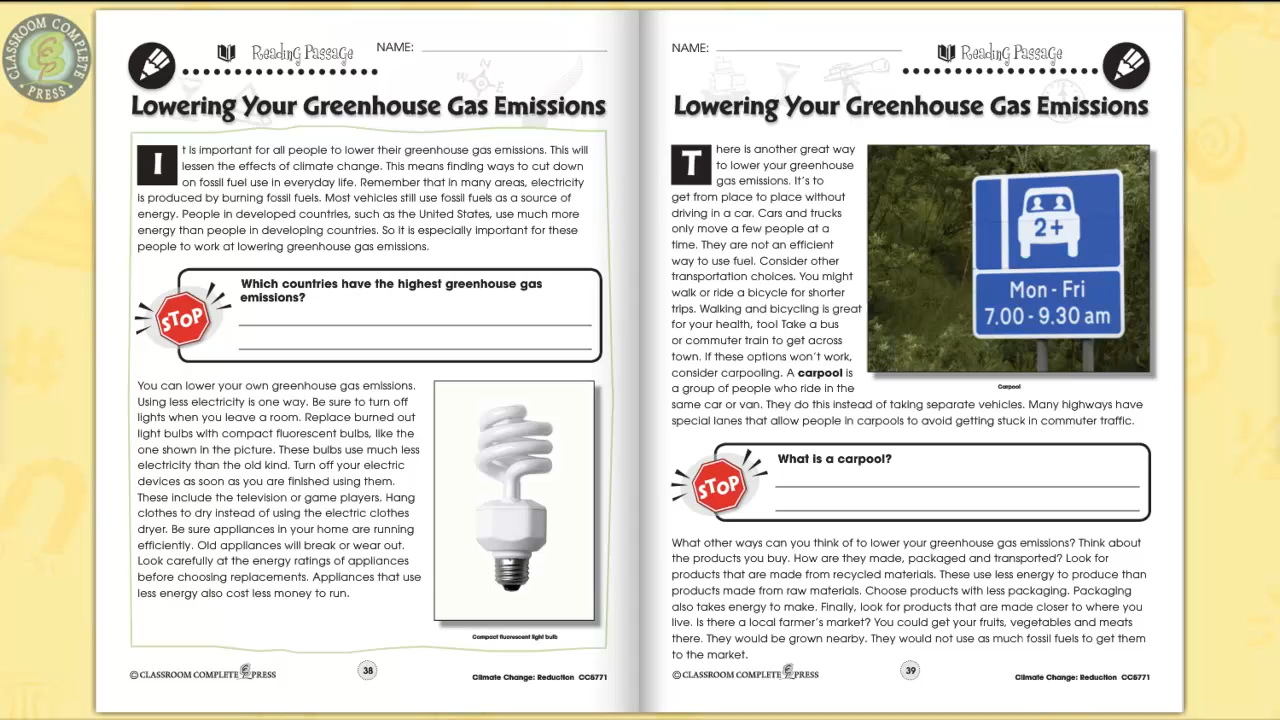 CLASSROOM COMPLETE
PRESS
Reading Passage
NAME:
Lowering Your Greenhouse Gas Emissions
It is important for all people to lower their greenhouse gas emissions. This will
lessen the effects of climate change. This means finding ways to cut down
on fossil fuel use in everyday life. Remember that in many areas, electricity
is produced by burning fossil fuels. Most vehicles still use fossil fuels as a source of
energy. People in developed countries, such as the United States, use much more
energy than people in developing countries. So it is especially important for these
people to work at lowering greenhouse gas emissions.
Which countries have the highest greenhouse gas
emissions?
STOP
You can lower your own greenhouse gas emissions.
Using less electricity is one way. Be sure to turn off
lights when you leave a room. Replace burned out
light bulbs with compact fluorescent bulbs, like the
one shown in the picture. These bulbs use much less
electricity than the old kind. Turn off your electric
devices as soon as you are finished using them.
These include the television or game players. Hang
clothes to dry instead of using the electric clothes
dryer. Be sure appliances in your home are running
efficiently. Old appliances will break or wear out.
Look carefully at the energy ratings of appliances
before choosing replacements. Appliances that use
less energy also cost less money to run.
Compact fluorescent light bulb
© CLASSROOM COMPLETE PRESS
38
Climate Change: Reduction CC5771
NAME:
Reading Passage
Lowering Your Greenhouse Gas Emissions
There is another great way
to lower your greenhouse
gas emissions. It's to
get from place to place without
driving in a car. Cars and trucks
only move a few people at a
time. They are not an efficient
way to use fuel. Consider other
transportation choices. You might
walk or ride a bicycle for shorter
trips. Walking and bicycling is great
for your health, too! Take a bus
or commuter train to get across
town. If these options won't work,
consider carpooling. A carpool is
a group of people who ride in the
same car or van. They do this instead of taking separate vehicles. Many highways have
special lanes that allow people in carpools to avoid getting stuck in commuter traffic.
2+
Mon - Fri
7.00 - 9.30 am
Carpool
What is a carpool?
STOP
What other ways can you think of to lower your greenhouse gas emissions? Think about
the products you buy. How are they made, packaged and transported? Look for
products that are made from recycled materials. These use less energy to produce than
products made from raw materials. Choose products with less packaging. Packaging
also takes energy to make. Finally, look for products that are made closer to where you
live. Is there a local farmer's market? You could get your fruits, vegetables and meats
there. They would be grown nearby. They would not use as much fossil fuels to get them
to the market.
© CLASSROOM COMPLETE PRESS
39
Climate Change: Reduction CC5771